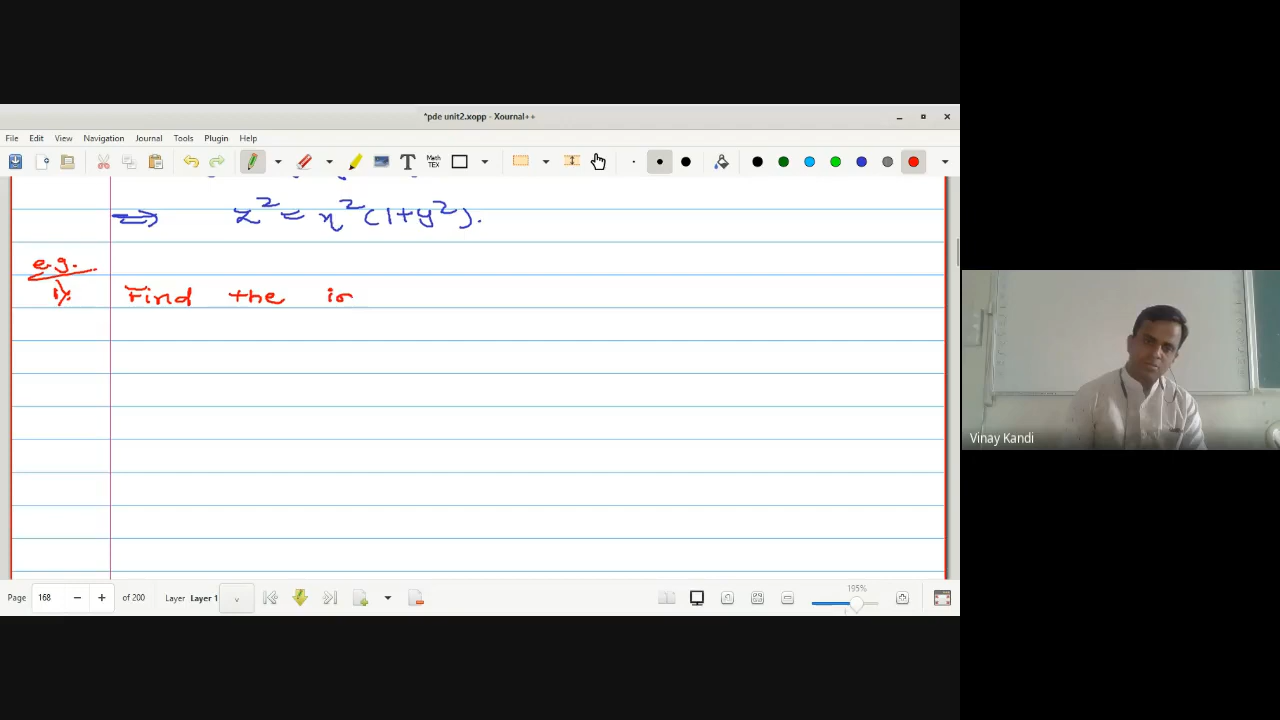 *pde unit2.xopp - Xournal++
File Edit View Navigation Journal Tools Plugin Help
⇒ z² = x²(1+y²).
e.g.
1) Find the in
Vinay Kandi
Page 168 of 200 Layer Layer 1 195%